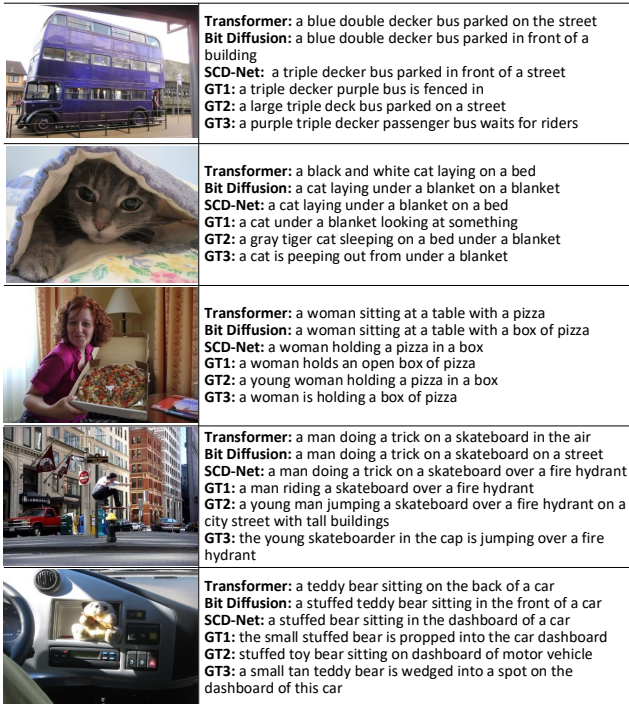 Transformer: a blue double decker bus parked on the street
Bit Diffusion: a blue double decker bus parked in front of a
building
SCD-Net: a triple decker bus parked in front of a street
GT1: a triple decker purple bus is fenced in
GT2: a large triple deck bus parked on a street
GT3: a purple triple decker passenger bus waits for riders
Transformer: a black and white cat laying on a bed
Bit Diffusion: a cat laying under a blanket on a blanket
SCD-Net: a cat laying under a blanket on a bed
GT1: a cat under a blanket looking at something
GT2: a gray tiger cat sleeping on a bed under a blanket
GT3: a cat is peeping out from under a blanket
Transformer: a woman sitting at a table with a pizza
Bit Diffusion: a woman sitting at a table with a box of pizza
SCD-Net: a woman holding a pizza in a box
GT1: a woman holds an open box of pizza
GT2: a young woman holding a pizza in a box
GT3: a woman is holding a box of pizza
Transformer: a man doing a trick on a skateboard in the air
Bit Diffusion: a man doing a trick on a skateboard on a street
SCD-Net: a man doing a trick on a skateboard over a fire hydrant
GT1: a man riding a skateboard over a fire hydrant
GT2: a young man jumping a skateboard over a fire hydrant on a
city street with tall buildings
GT3: the young skateboarder in the cap is jumping over a fire
hydrant
Transformer: a teddy bear sitting on the back of a car
Bit Diffusion: a stuffed teddy bear sitting in the front of a car
SCD-Net: a stuffed bear sitting in the dashboard of a car
GT1: the small stuffed bear is propped into the car dashboard
GT2: stuffed toy bear sitting on dashboard of motor vehicle
GT3: a small tan teddy bear is wedged into a spot on the
dashboard of this car